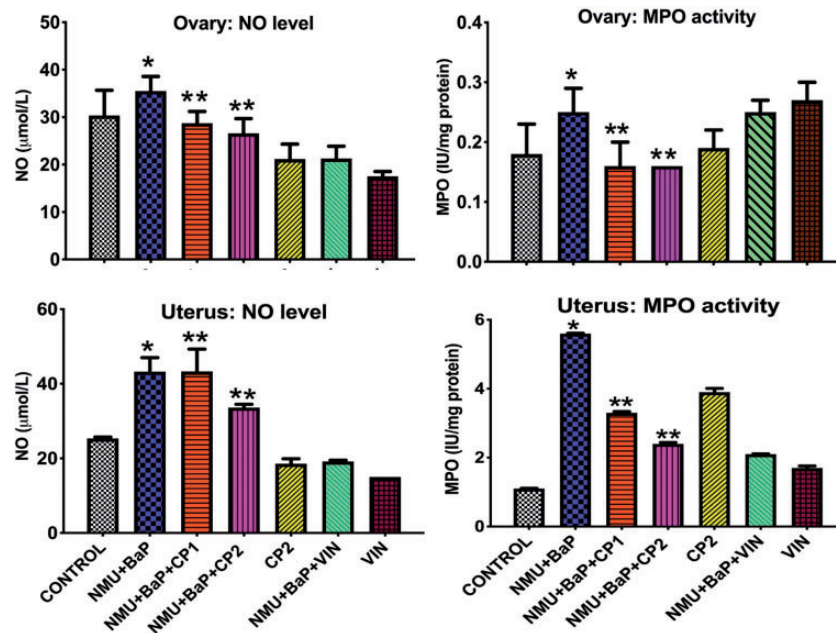 Ovary: NO level
NO (μmol/L)
50
40
30
20
10
0
*
**
**
Ovary: MPO activity
MPO (IU/mg protein)
0.4
0.3
0.2
0.1
0.0
*
**
**
Uterus: NO level
NO (μmol/L)
60
40
20
0
*
**
**
CONTROL
NMU+BaP
NMU+BaP+CP1
NMU+BaP+CP2
CP2
NMU+BaP+VIN
VIN
Uterus: MPO activity
MPO (IU/mg protein)
6
4
2
0
*
**
**
CONTROL
NMU+BaP
NMU+BaP+CP1
NMU+BaP+CP2
CP2
NMU+BaP+VIN
VIN